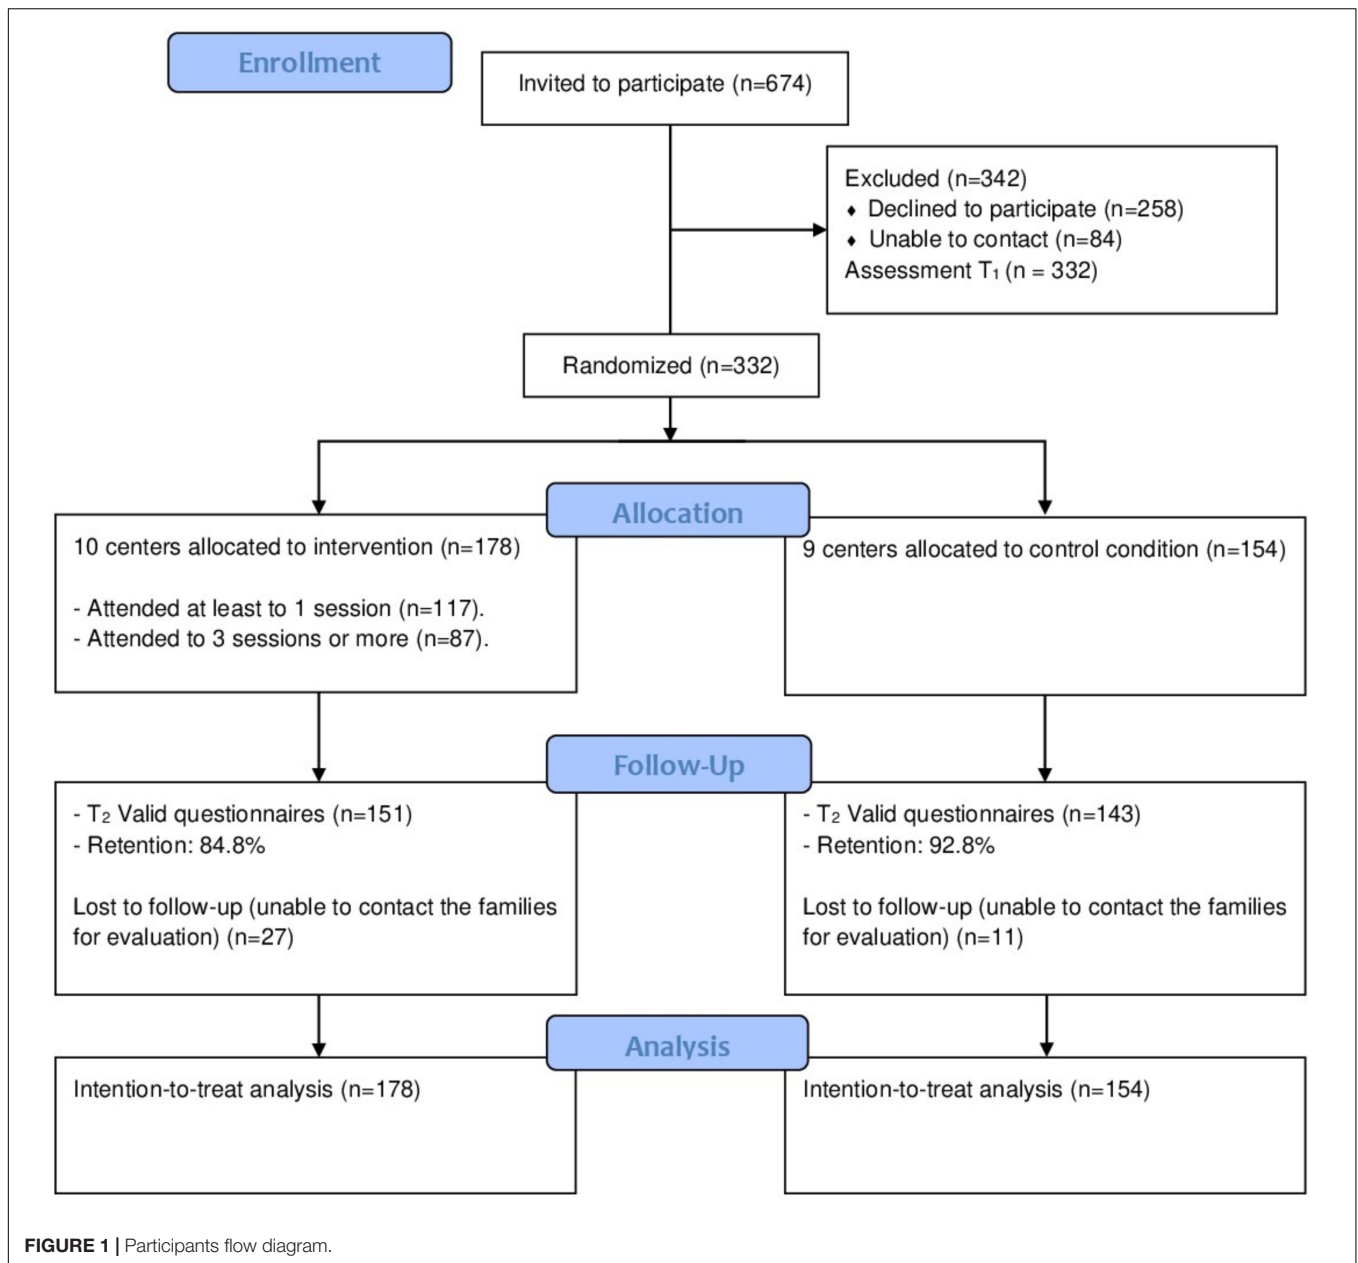 Enrollment
Invited to participate (n=674)
Excluded (n=342)
♦ Declined to participate (n=258)
♦ Unable to contact (n=84)
Assessment T₁ (n = 332)
Randomized (n=332)
Allocation
10 centers allocated to intervention (n=178)
- Attended at least to 1 session (n=117).
- Attended to 3 sessions or more (n=87).
9 centers allocated to control condition (n=154)
Follow-Up
- T₂ Valid questionnaires (n=151)
- Retention: 84.8%
Lost to follow-up (unable to contact the families
for evaluation) (n=27)
- T₂ Valid questionnaires (n=143)
- Retention: 92.8%
Lost to follow-up (unable to contact the families
for evaluation) (n=11)
Analysis
Intention-to-treat analysis (n=178)
Intention-to-treat analysis (n=154)
FIGURE 1 | Participants flow diagram.